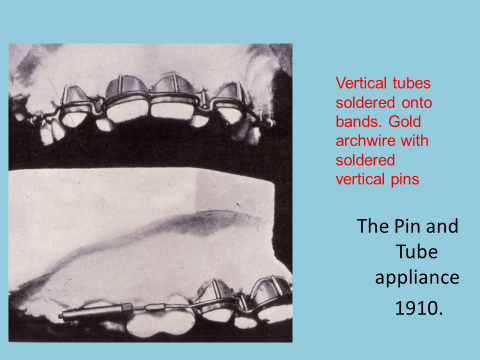 Vertical tubes
soldered onto
bands. Gold
archwire with
soldered
vertical pins
The Pin and
Tube
appliance
1910.